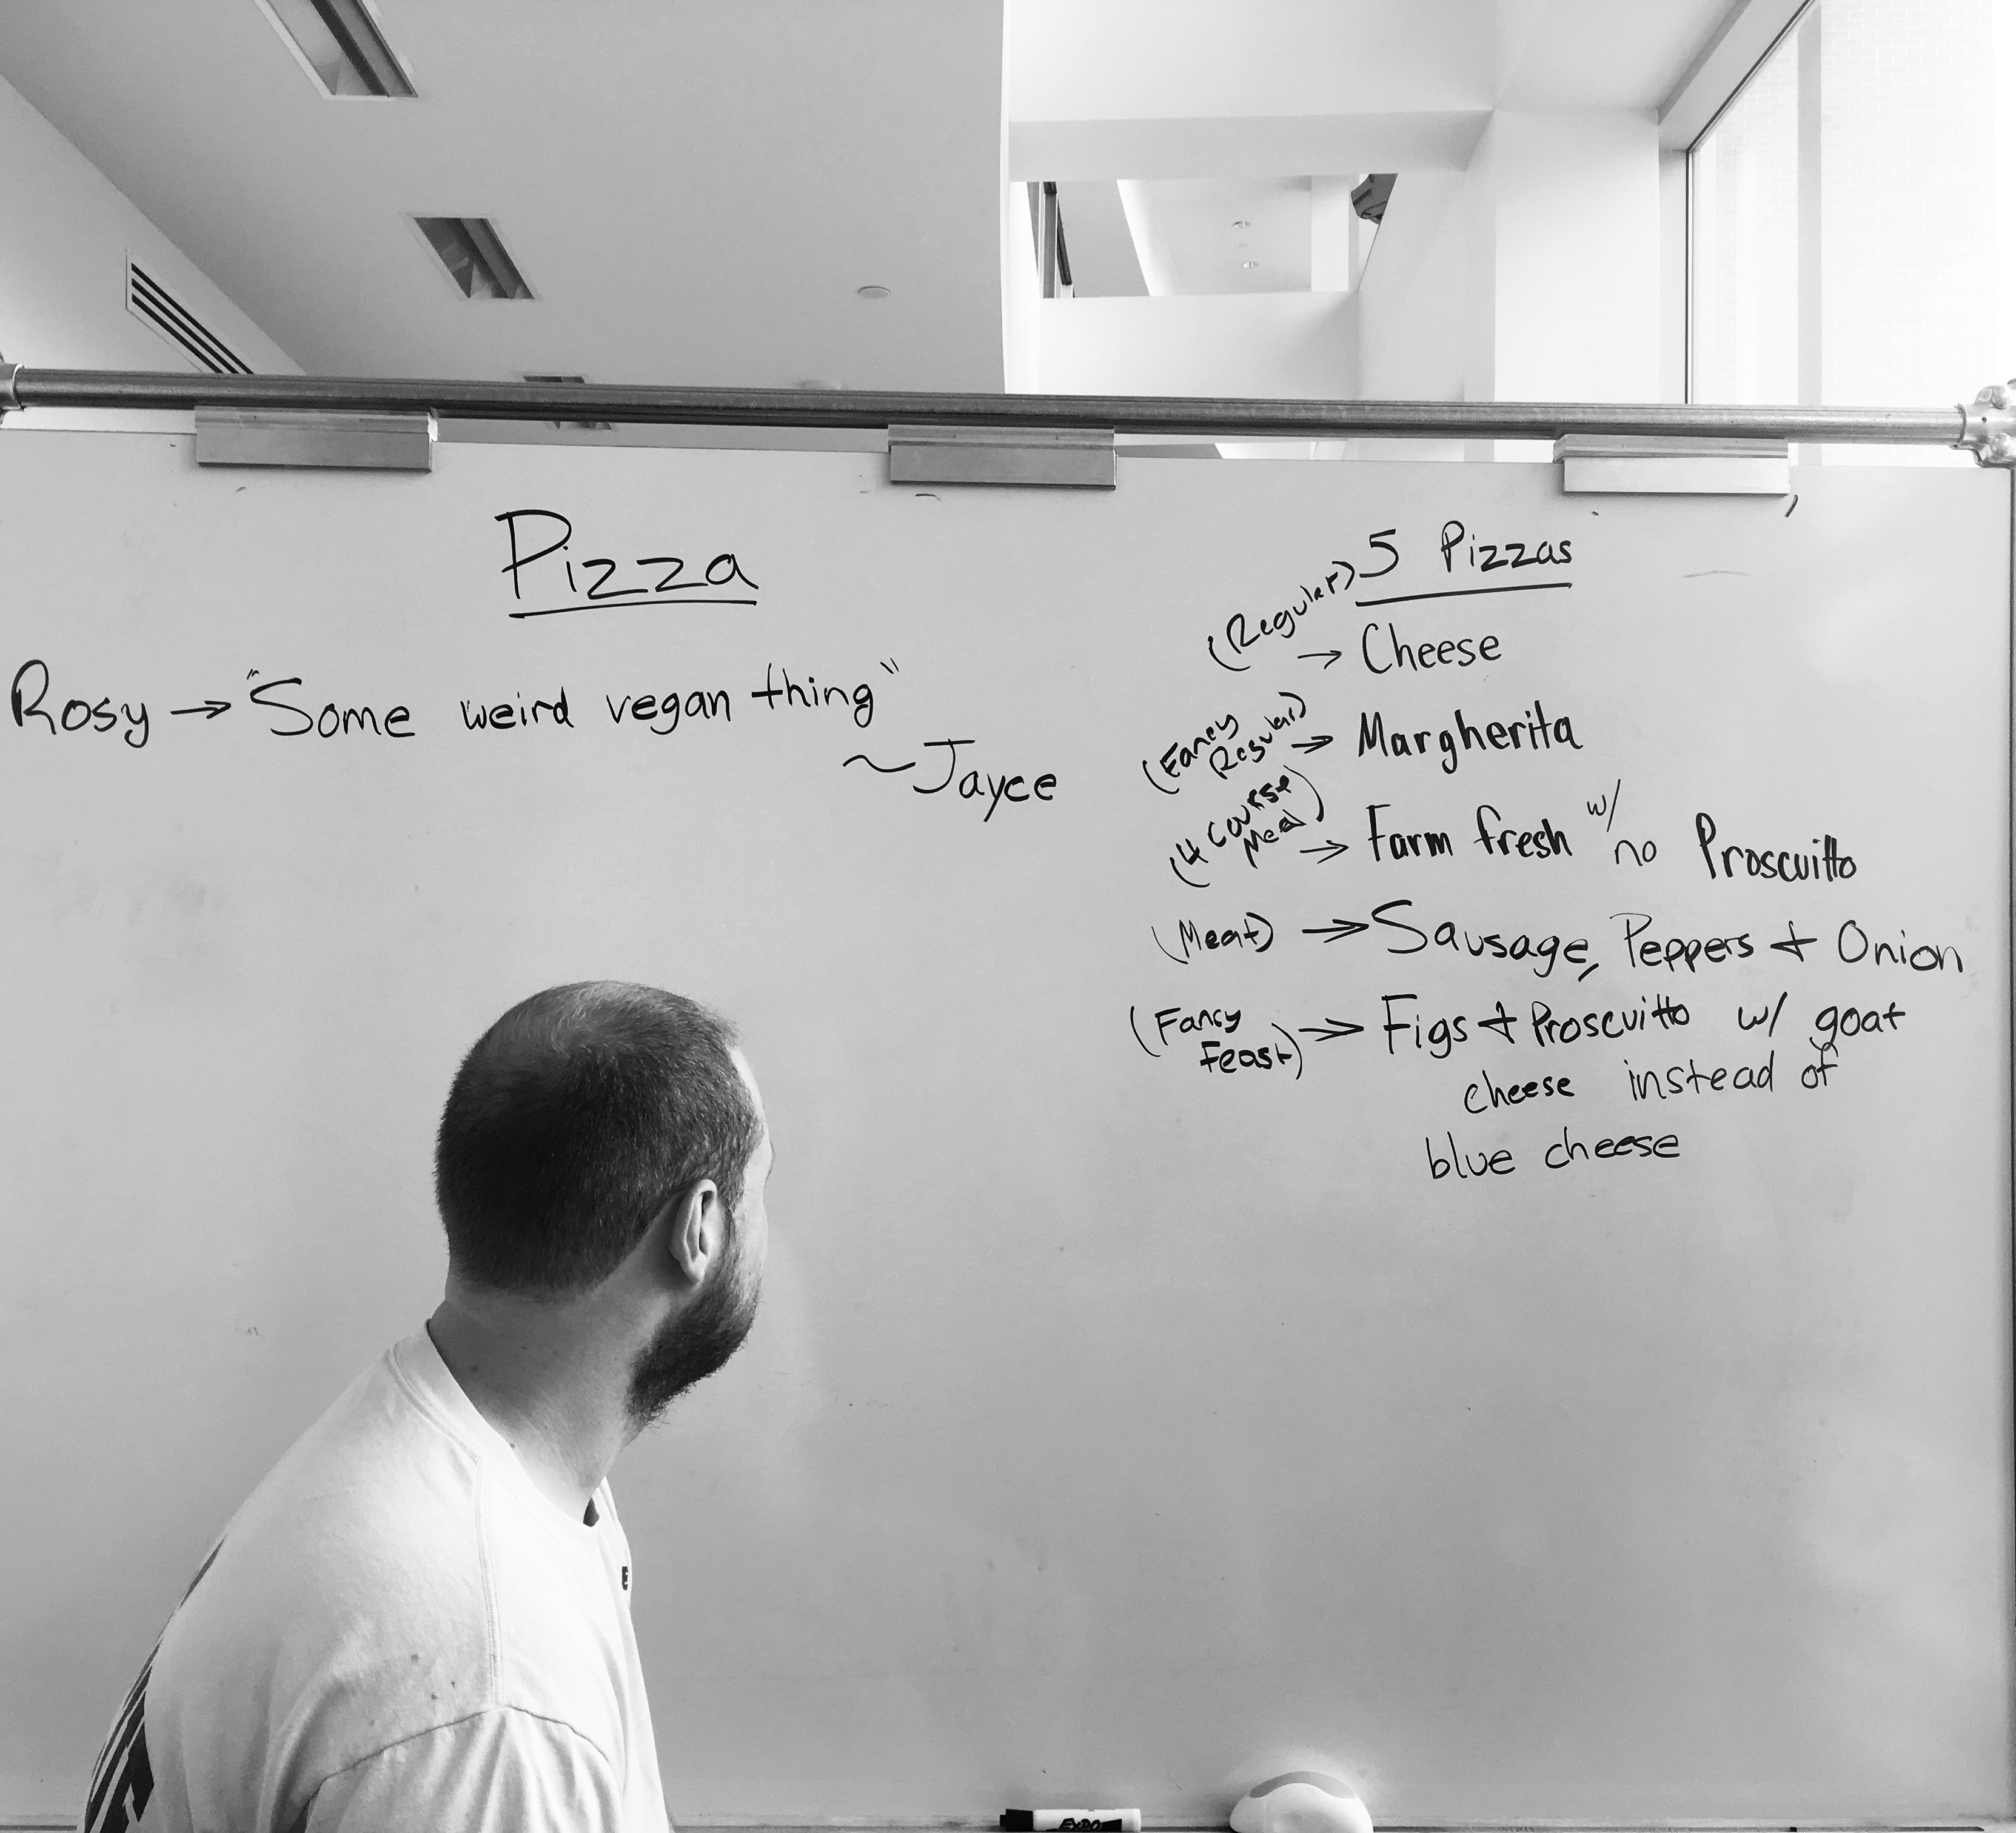 Pizza
Rosy → "Some weird vegan thing"
~Jayce
5 Pizzas
(Regular) → Cheese
(Fancy Regular) → Margherita
(4 Course Meal) → Farm fresh w/ no Proscuitto
(Meat) → Sausage, Peppers + Onion
(Fancy Feast) → Figs + Proscuitto w/ goat
cheese instead of
blue cheese
EXPO